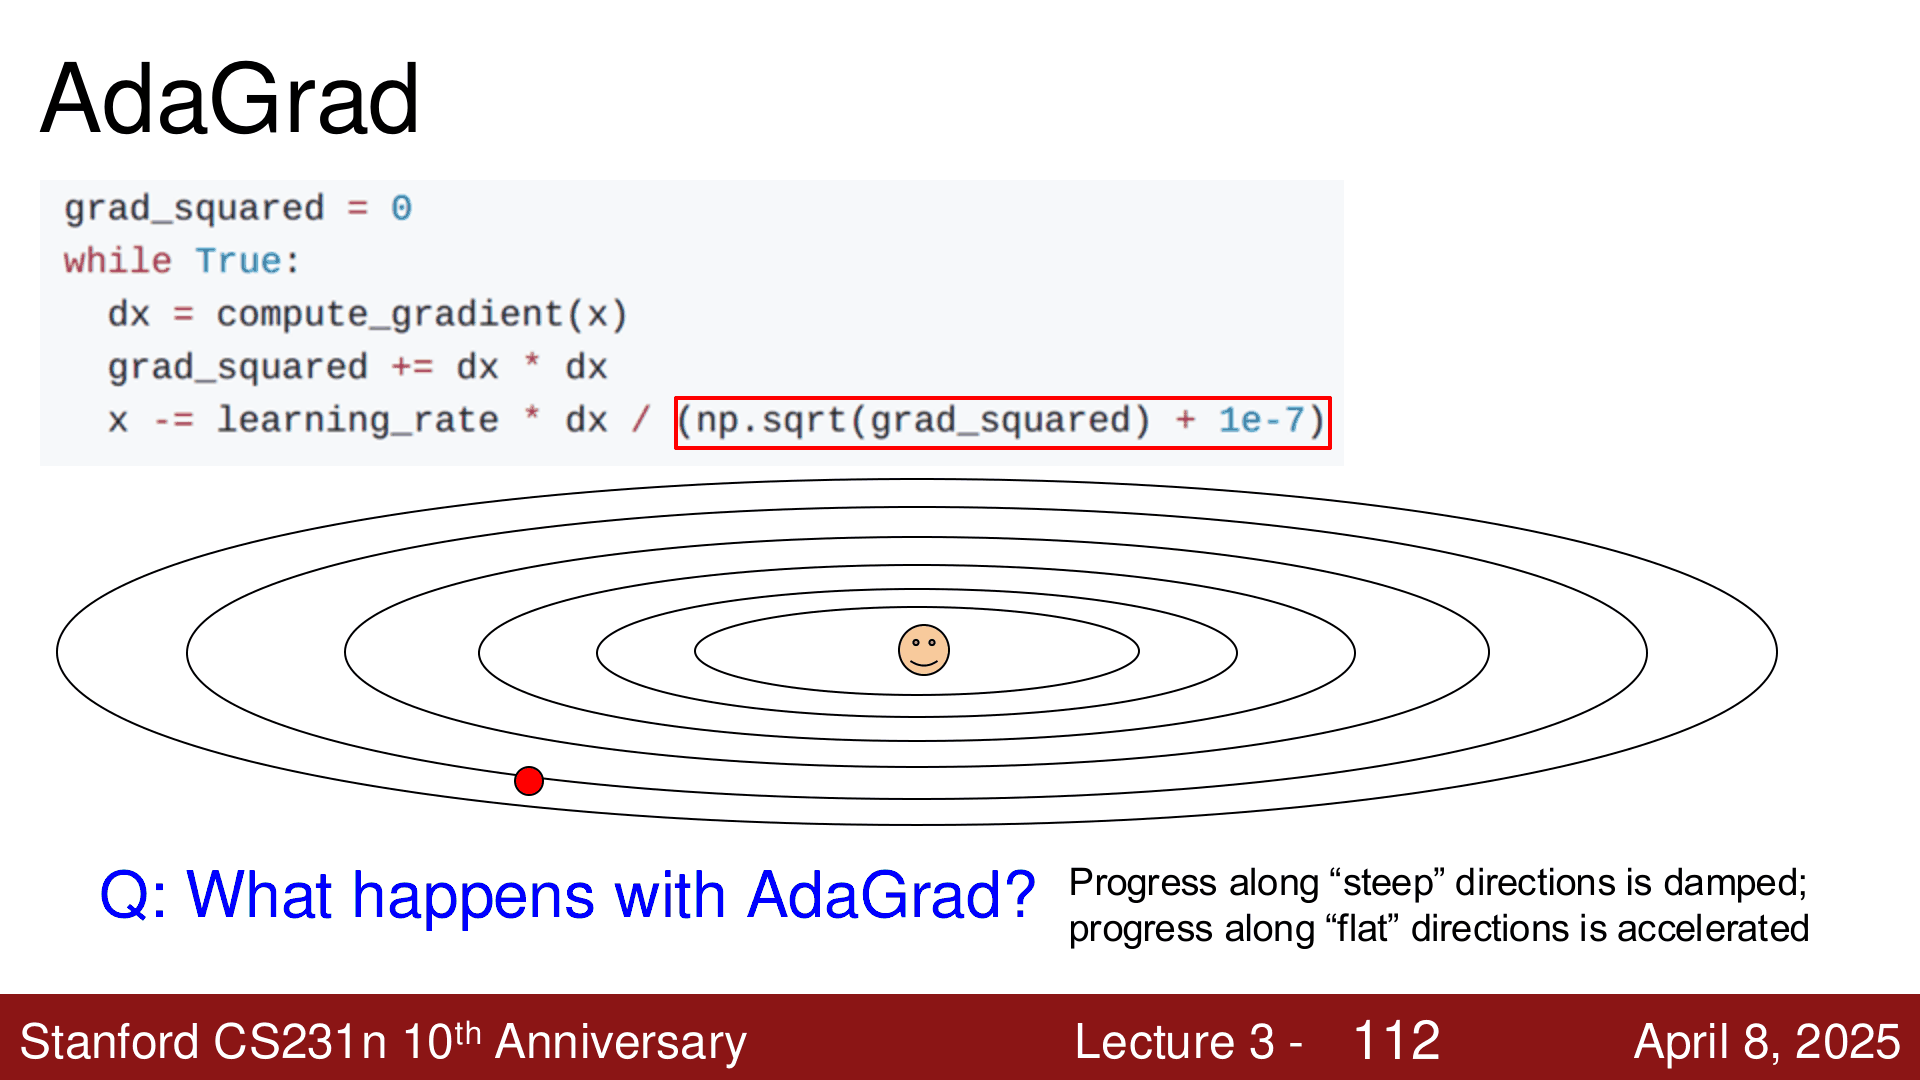 AdaGrad
grad_squared = 0
while True:
dx = compute_gradient(x)
grad_squared += dx * dx
x -= learning_rate * dx / (np.sqrt(grad_squared) + 1e-7)
Q: What happens with AdaGrad?
Progress along “steep” directions is damped;
progress along “flat” directions is accelerated
Stanford CS231n 10th Anniversary
Lecture 3 - 112
April 8, 2025